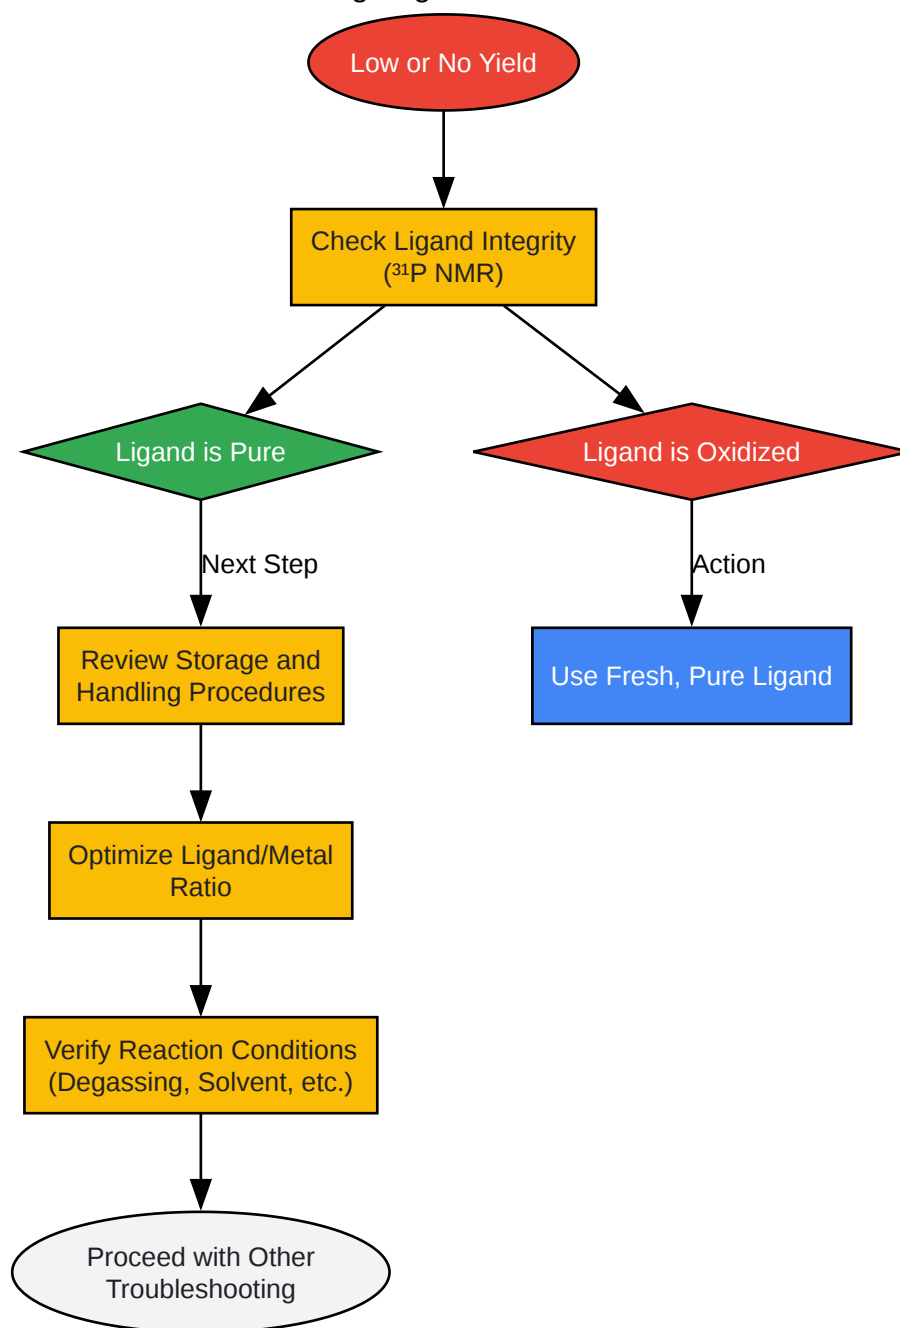 Low or No Yield
Check Ligand Integrity
(³¹P NMR)
Ligand is Pure
Ligand is Oxidized
Next Step
Action
Review Storage and
Handling Procedures
Use Fresh, Pure Ligand
Optimize Ligand/Metal
Ratio
Verify Reaction Conditions
(Degassing, Solvent, etc.)
Proceed with Other
Troubleshooting